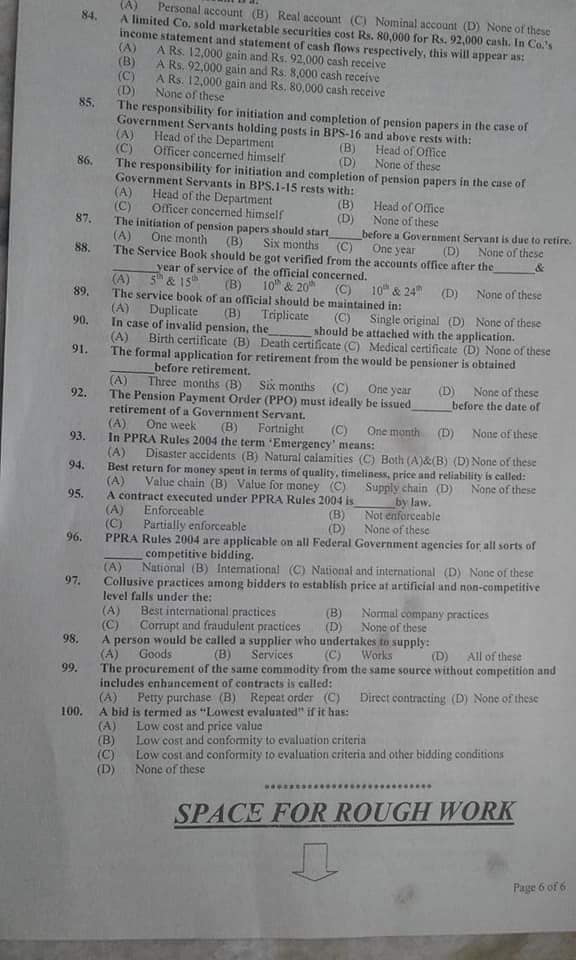 (A) Personal account (B) Real account (C) Nominal account (D) None of these
84. A limited Co. sold marketable securities cost Rs. 80,000 for Rs. 92,000 cash. In Co.'s
income statement and statement of cash flows respectively, this will appear as:
(A) A Rs. 12,000 gain and Rs. 92,000 cash receive
(B) A Rs. 92,000 gain and Rs. 8,000 cash receive
(C) A Rs. 12,000 gain and Rs. 80,000 cash receive
(D) None of these
85. The responsibility for initiation and completion of pension papers in the case of
Government Servants holding posts in BPS-16 and above rests with:
(A) Head of the Department (B) Head of Office
(C) Officer concerned himself (D) None of these
86. The responsibility for initiation and completion of pension papers in the case of
Government Servants in BPS.1-15 rests with:
(A) Head of the Department (B) Head of Office
(C) Officer concerned himself (D) None of these
87. The initiation of pension papers should start______before a Government Servant is due to retire.
(A) One month (B) Six months (C) One year (D) None of these
88. The Service Book should be got verified from the accounts office after the_______&
_______year of service of the official concerned.
(A) 5th & 15th (B) 10th & 20th (C) 10th & 24th (D) None of these
89. The service book of an official should be maintained in:
(A) Duplicate (B) Triplicate (C) Single original (D) None of these
90. In case of invalid pension, the_______should be attached with the application.
(A) Birth certificate (B) Death certificate (C) Medical certificate (D) None of these
91. The formal application for retirement from the would be pensioner is obtained
_______before retirement.
(A) Three months (B) Six months (C) One year (D) None of these
92. The Pension Payment Order (PPO) must ideally be issued______before the date of
retirement of a Government Servant.
(A) One week (B) Fortnight (C) One month (D) None of these
93. In PPRA Rules 2004 the term 'Emergency' means:
(A) Disaster accidents (B) Natural calamities (C) Both (A)&(B) (D) None of these
94. Best return for money spent in terms of quality, timeliness, price and reliability is called:
(A) Value chain (B) Value for money (C) Supply chain (D) None of these
95. A contract executed under PPRA Rules 2004 is______by law.
(A) Enforceable (B) Not enforceable
(C) Partially enforceable (D) None of these
96. PPRA Rules 2004 are applicable on all Federal Government agencies for all sorts of
______competitive bidding.
(A) National (B) International (C) National and international (D) None of these
97. Collusive practices among bidders to establish price at artificial and non-competitive
level falls under the:
(A) Best international practices (B) Normal company practices
(C) Corrupt and fraudulent practices (D) None of these
98. A person would be called a supplier who undertakes to supply:
(A) Goods (B) Services (C) Works (D) All of these
99. The procurement of the same commodity from the same source without competition and
includes enhancement of contracts is called:
(A) Petty purchase (B) Repeat order (C) Direct contracting (D) None of these
100. A bid is termed as "Lowest evaluated" if it has:
(A) Low cost and price value
(B) Low cost and conformity to evaluation criteria
(C) Low cost and conformity to evaluation criteria and other bidding conditions
(D) None of these
****************************
SPACE FOR ROUGH WORK
Page 6 of 6